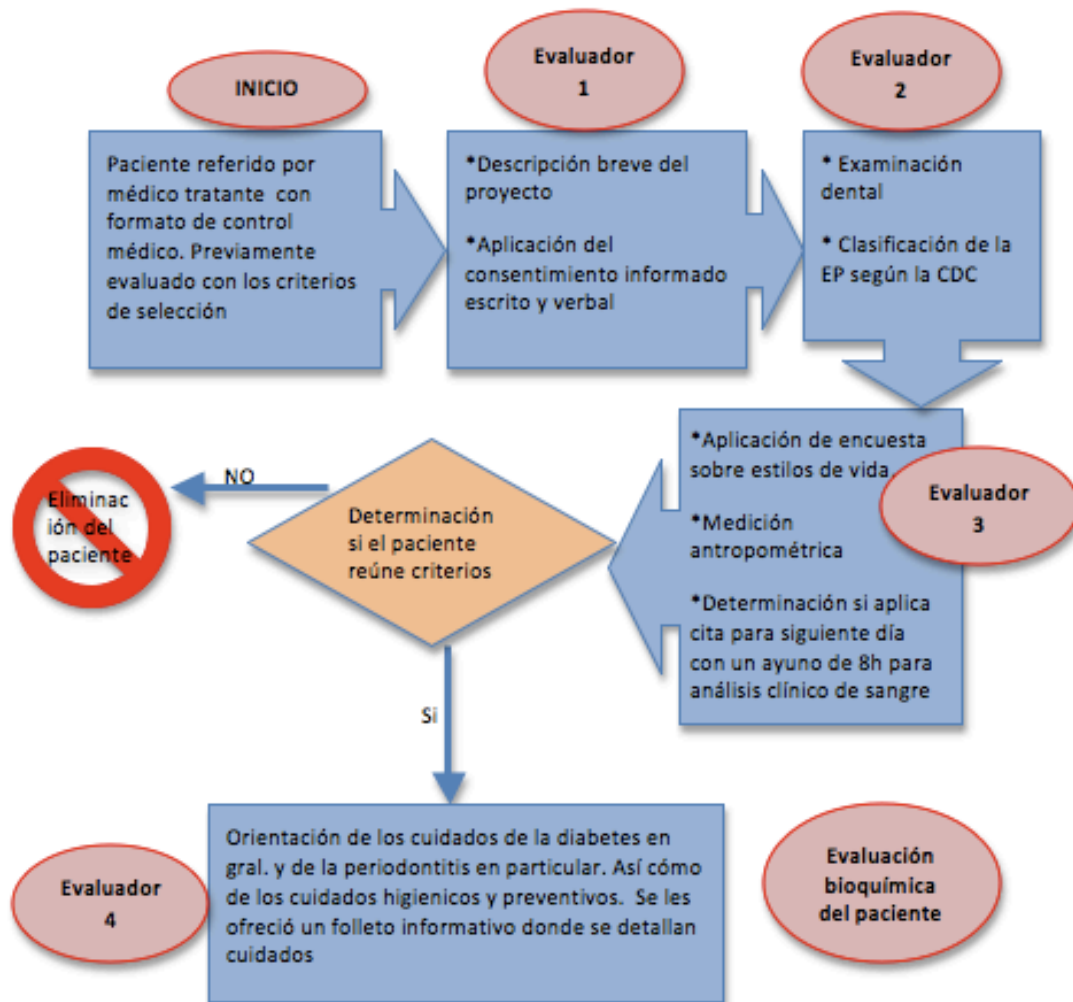 INICIO
Paciente referido por
médico tratante  con
formato de control
médico. Previamente
evaluado con los criterios
de selección
Evaluador
1
*Descripción breve del
proyecto
*Aplicación del
consentimiento informado
escrito y verbal
Evaluador
2
* Examinación
dental
* Clasificación de la
EP según la CDC
*Aplicación de encuesta
sobre estilos de vida.
*Medición
antropométrica
*Determinación si aplica
cita para siguiente día
con un ayuno de 8h para
análisis clínico de sangre
Evaluador
3
Determinación
si el paciente
reúne criterios
NO
Eliminac
ión del
paciente
Si
Orientación de los cuidados de la diabetes en
gral. y de la periodontitis en particular. Así cómo
de los cuidados higienicos y preventivos.  Se les
ofreció un folleto informativo donde se detallan
cuidados
Evaluador
4
Evaluación
bioquímica
del paciente